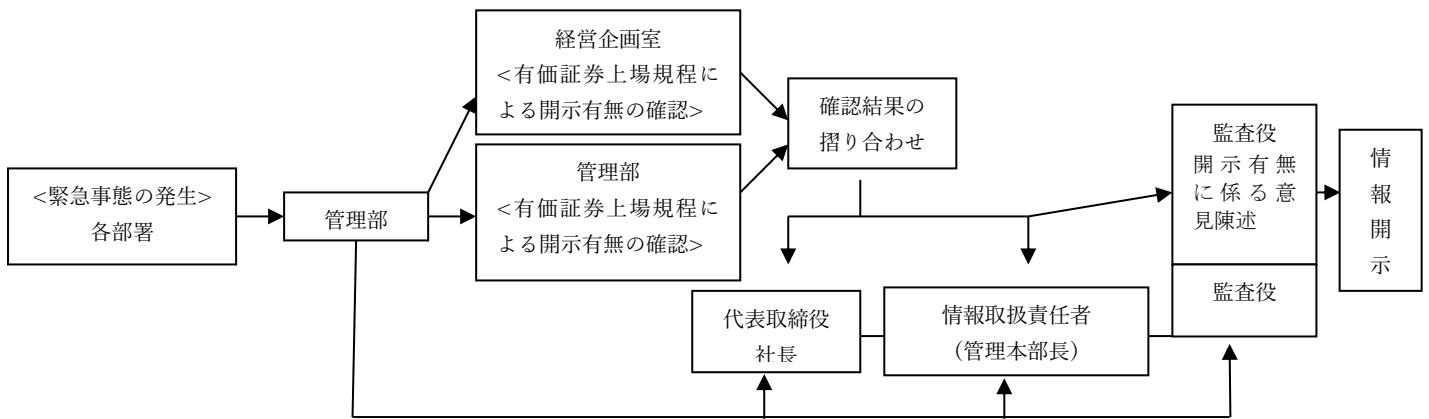 <緊急事態の発生>
各部署
管理部
経営企画室
<有価証券上場規程に
よる開示有無の確認>
管理部
<有価証券上場規程に
よる開示有無の確認>
確認結果の
摺り合わせ
代表取締役
社長
情報取扱責任者
（管理本部長）
監査役
開示有無
に係る意
見陳述
監査役
情
報
開
示